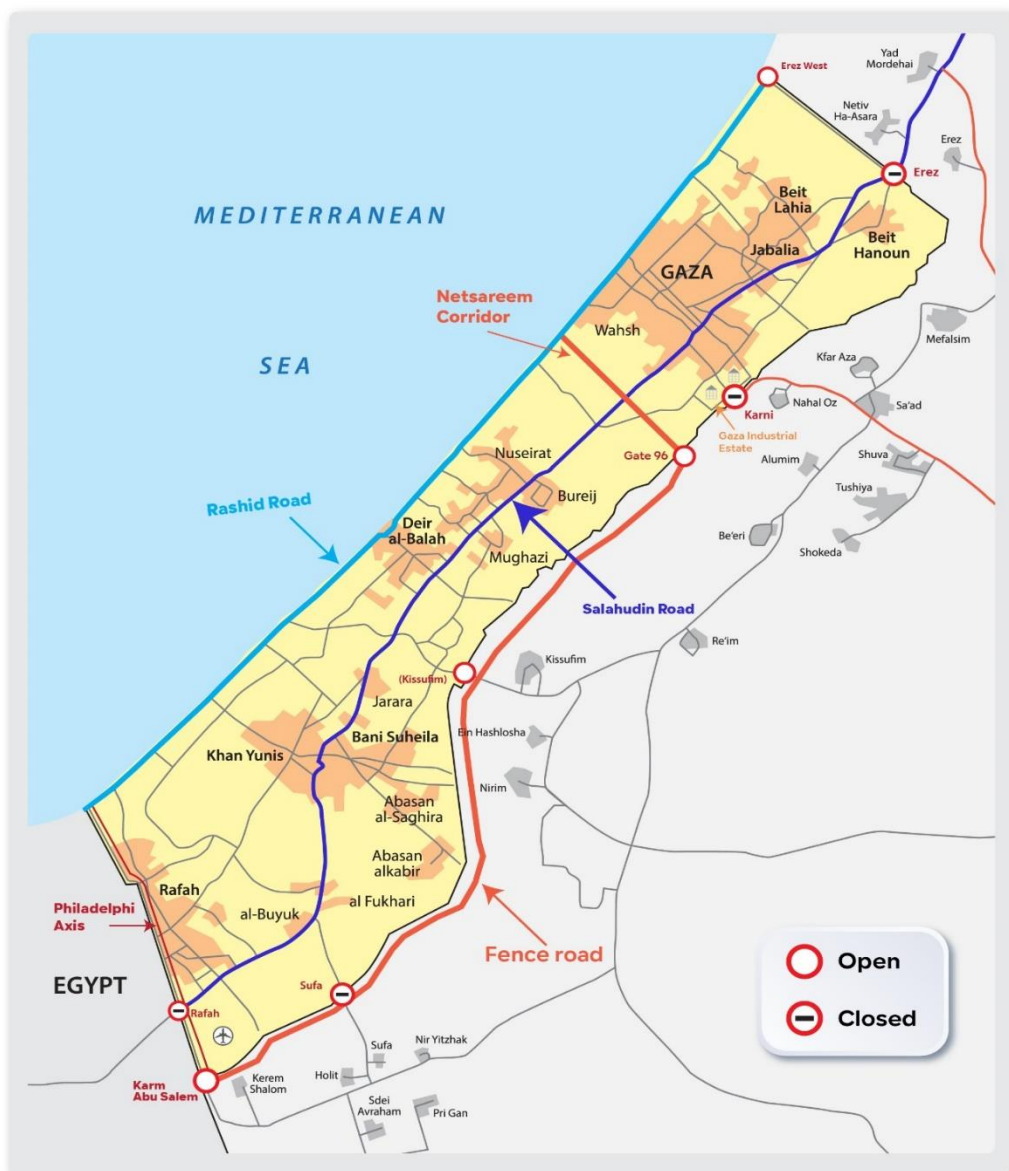 Erez West
Yad
Mordehai
Netiv
Ha-Asara
Erez
Erez
MEDITERRANEAN
SEA
Beit
Lahia
Jabalia
Beit
Hanoun
GAZA
Netsareem
Corridor
Wahsh
Mefalsim
Kfar Aza
Karni
Nahal Oz
Sa'ad
Gaza Industrial
Estate
Gate 96
Alumim
Shuva
Tushiya
Nuseirat
Bureij
Rashid Road
Deir
al-Balah
Mughazi
Be'eri
Shokeda
Salahudin Road
Re'im
(Kissufim)
Kissufim
Jarara
Ein Hashlosha
Bani Suheila
Khan Yunis
Nirim
Abasan
al-Saghira
Abasan
alkabir
Rafah
al-Buyuk
al Fukhari
Philadelphi
Axis
Fence road
EGYPT
Sufa
Rafah
Open
Closed
Karm
Abu Salem
Kerem
Shalom
Holit
Sufa
Nir Yitzhak
Sdei
Avraham
Pri Gan